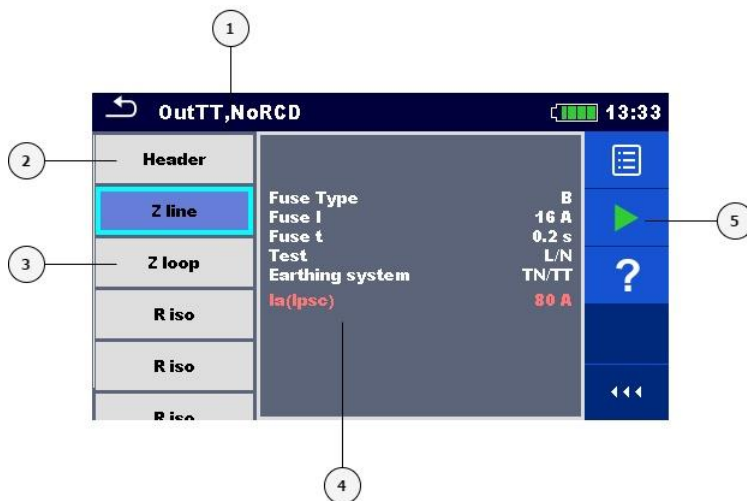 1
OutTT,NoRCD 13:33
2
Header
Z line
3
Z loop
R iso
R iso
R iso
Fuse Type B
Fuse I 16 A
Fuse t 0.2 s
Test L/N
Earthing system TN/TT
Ia(Ipsc) 80 A
?
5
4